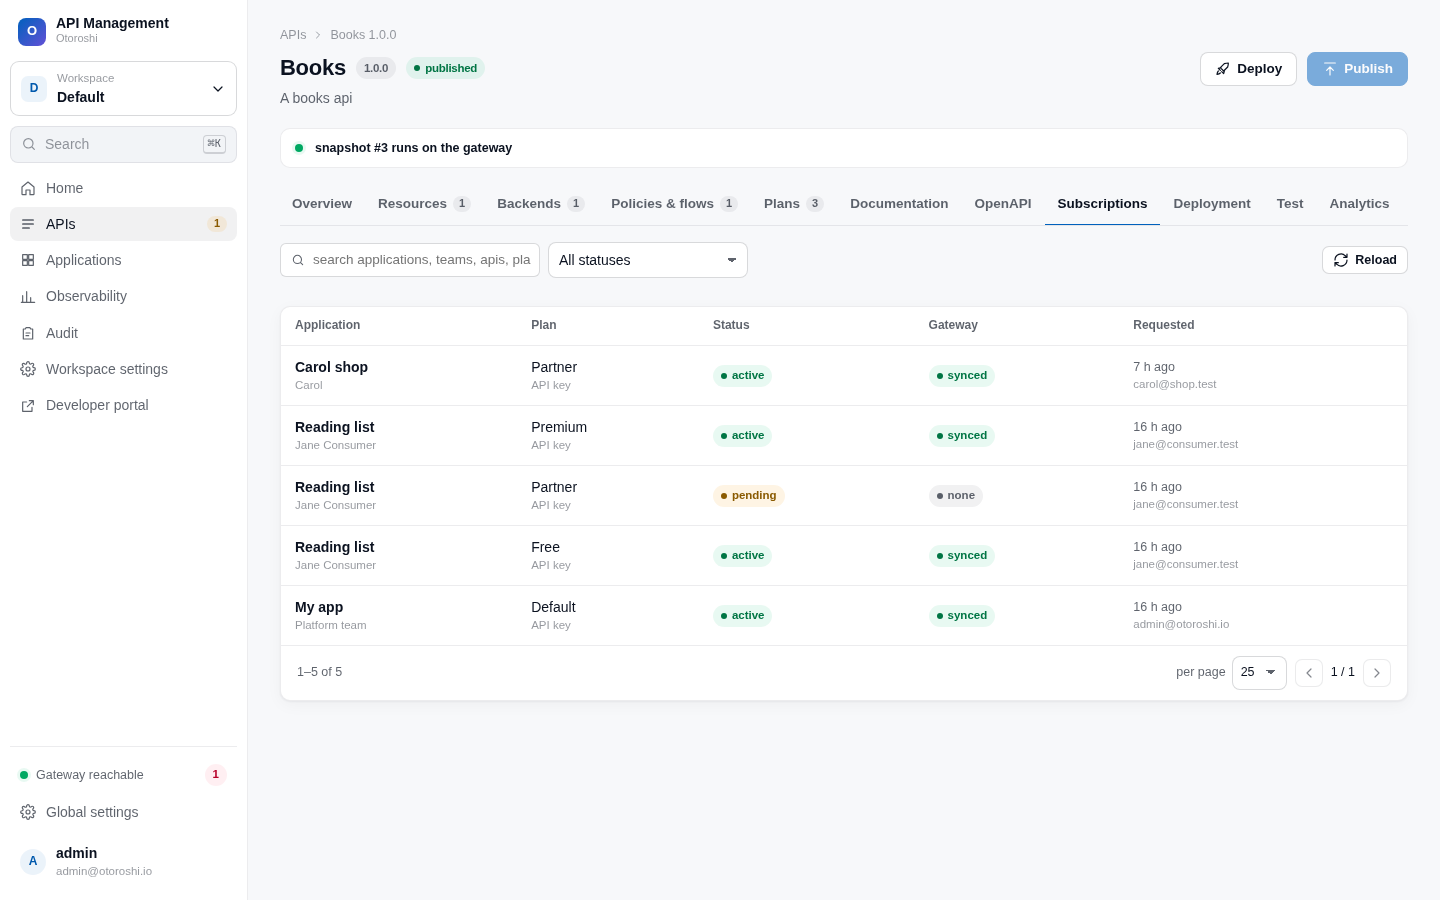 O
API Management
Otoroshi
D
Workspace
Default
Search
⌘K
Home
APIs
1
Applications
Observability
Audit
Workspace settings
Developer portal
Gateway reachable
1
Global settings
A
admin
admin@otoroshi.io
APIs
Books 1.0.0
Books
1.0.0
published
Deploy
Publish
A books api
snapshot #3 runs on the gateway
Overview
Resources 1
Backends 1
Policies & flows 1
Plans 3
Documentation
OpenAPI
Subscriptions
Deployment
Test
Analytics
search applications, teams, apis, pla
All statuses
Reload
Application Plan Status Gateway Requested
Carol shop Partner active synced 7 h ago
Carol API key carol@shop.test
Reading list Premium active synced 16 h ago
Jane Consumer API key jane@consumer.test
Reading list Partner pending none 16 h ago
Jane Consumer API key jane@consumer.test
Reading list Free active synced 16 h ago
Jane Consumer API key jane@consumer.test
My app Default active synced 16 h ago
Platform team API key admin@otoroshi.io
1–5 of 5
per page 25 1 / 1